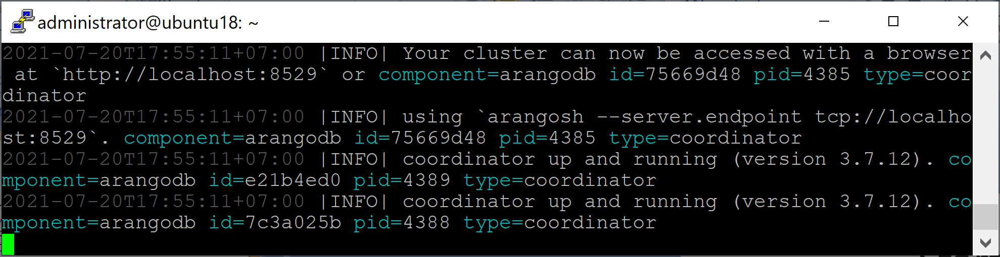 administrator@ubuntu18: ~
2021-07-20T17:55:11+07:00 |INFO| Your cluster can now be accessed with a browser
 at `http://localhost:8529` or component=arangodb id=75669d48 pid=4385 type=coor
dinator
2021-07-20T17:55:11+07:00 |INFO| using `arangosh --server.endpoint tcp://localho
st:8529`. component=arangodb id=75669d48 pid=4385 type=coordinator
2021-07-20T17:55:11+07:00 |INFO| coordinator up and running (version 3.7.12). co
mponent=arangodb id=e21b4ed0 pid=4389 type=coordinator
2021-07-20T17:55:11+07:00 |INFO| coordinator up and running (version 3.7.12). co
mponent=arangodb id=7c3a025b pid=4388 type=coordinator